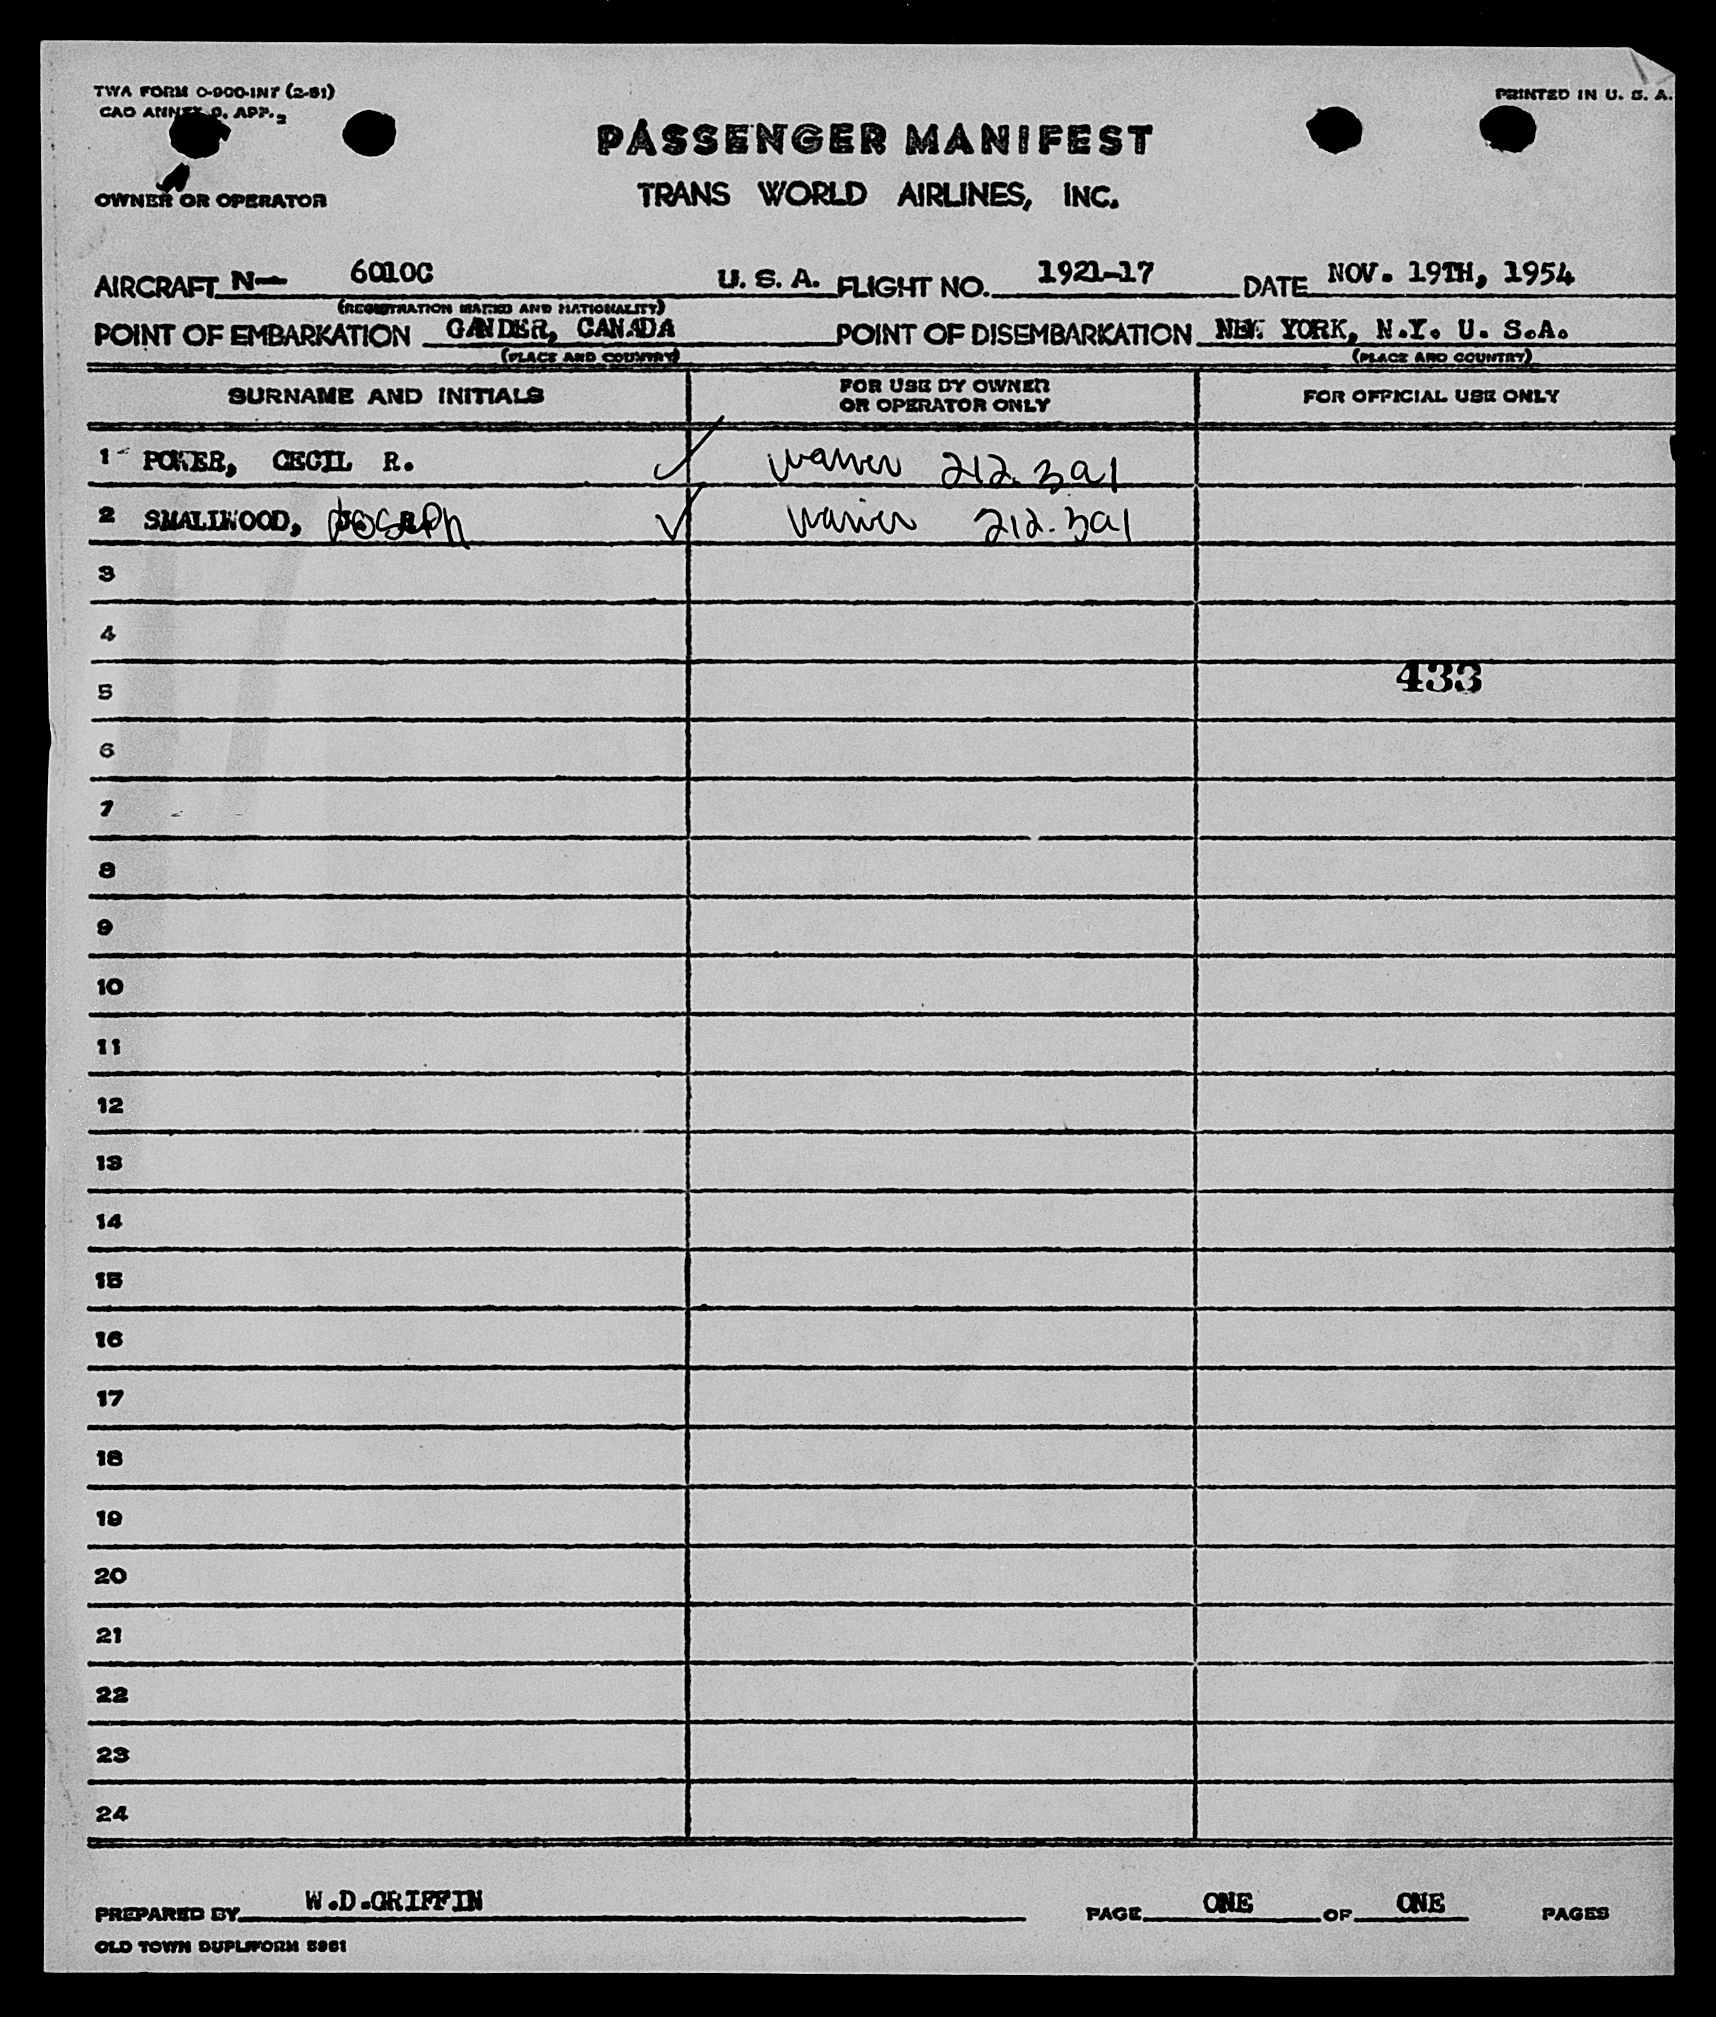 TWA FORM O-900-INT (2-51)
PRINTED IN U. S. A.
PASSENGER MANIFEST
TRANS WORLD AIRLINES, INC.
OWNER OR OPERATOR
AIRCRAFT N— 6010C U. S. A. FLIGHT NO. 1921-17 DATE NOV. 19TH, 1954
(REGISTRATION MARKS AND NATIONALITY)
POINT OF EMBARKATION GANDER, CANADA POINT OF DISEMBARKATION NEW YORK, N.Y. U. S.A.
(PLACE AND COUNTRY) (PLACE AND COUNTRY)
SURNAME AND INITIALS FOR USE BY OWNER OR OPERATOR ONLY FOR OFFICIAL USE ONLY
1 POWER, CECIL R. ✓ Waiver 212.3a1
2 SMALLWOOD, Joseph ✓ Waiver 212.3a1
3
4
433
5
6
7
8
9
10
11
12
13
14
15
16
17
18
19
20
21
22
23
24
PREPARED BY W.D.GRIFFIN PAGE ONE OF ONE PAGES
OLD TOWN DUPLIFORM 5981